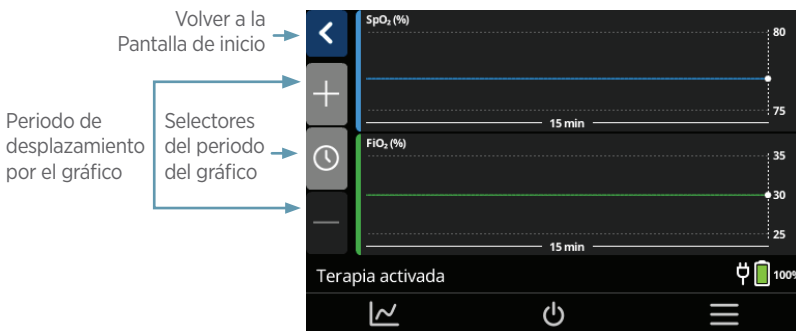 Volver a la
Pantalla de inicio
Periodo de
desplazamiento
por el gráfico
Selectores
del periodo
del gráfico
SpO₂ (%)
80
75
15 min
FiO₂ (%)
35
30
25
15 min
Terapia activada
100%